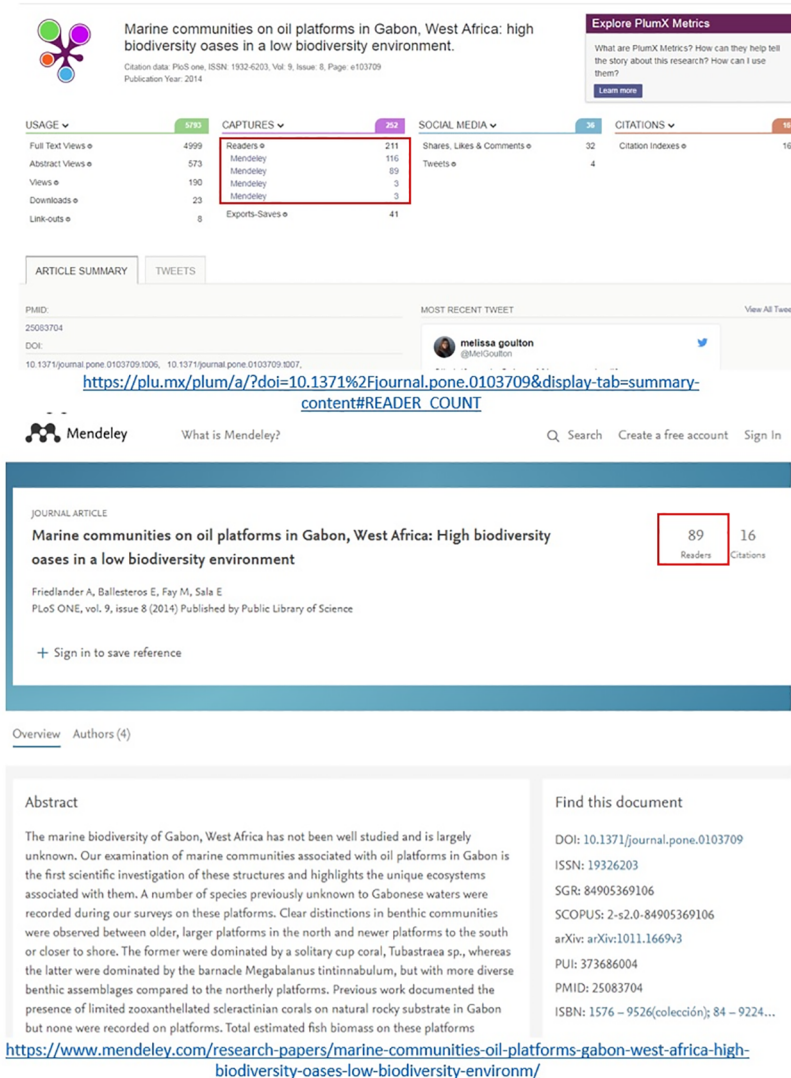 Marine communities on oil platforms in Gabon, West Africa: high
biodiversity oases in a low biodiversity environment.
Citation data: PloS one, ISSN: 1932-6203, Vol: 9, Issue: 8, Page: e103709
Publication Year: 2014
Explore PlumX Metrics
What are PlumX Metrics? How can they help tell
the story about this research? How can I use
them?
Learn more
USAGE 5793
Full Text Views 4999
Abstract Views 573
Views 190
Downloads 23
Link-outs 8
CAPTURES 252
Readers 211
Mendeley 116
Mendeley 89
Mendeley 3
Mendeley 3
Exports-Saves 41
SOCIAL MEDIA 36
Shares, Likes & Comments 32
Tweets 4
CITATIONS 16
Citation Indexes 16
ARTICLE SUMMARY TWEETS
PMID:
25083704
DOI:
10.1371/journal.pone.0103709.t006, 10.1371/journal.pone.0103709.t007,
MOST RECENT TWEET View All Twee
melissa goulton
@MelGoulton
https://plu.mx/plum/a/?doi=10.1371%2Fjournal.pone.0103709&display-tab=summary-
content#READER_COUNT
Mendeley What is Mendeley? Search Create a free account Sign In
JOURNAL ARTICLE
Marine communities on oil platforms in Gabon, West Africa: High biodiversity
oases in a low biodiversity environment
89 16
Readers Citations
Friedlander A, Ballesteros E, Fay M, Sala E
PLoS ONE, vol. 9, issue 8 (2014) Published by Public Library of Science
+ Sign in to save reference
Overview Authors (4)
Abstract
The marine biodiversity of Gabon, West Africa has not been well studied and is largely
unknown. Our examination of marine communities associated with oil platforms in Gabon is
the first scientific investigation of these structures and highlights the unique ecosystems
associated with them. A number of species previously unknown to Gabonese waters were
recorded during our surveys on these platforms. Clear distinctions in benthic communities
were observed between older, larger platforms in the north and newer platforms to the south
or closer to shore. The former were dominated by a solitary cup coral, Tubastraea sp., whereas
the latter were dominated by the barnacle Megabalanus tintinnabulum, but with more diverse
benthic assemblages compared to the northerly platforms. Previous work documented the
presence of limited zooxanthellated scleractinian corals on natural rocky substrate in Gabon
but none were recorded on platforms. Total estimated fish biomass on these platforms
Find this document
DOI: 10.1371/journal.pone.0103709
ISSN: 19326203
SGR: 84905369106
SCOPUS: 2-s2.0-84905369106
arXiv: arXiv:1011.1669v3
PUI: 373686004
PMID: 25083704
ISBN: 1576 – 9526(colección); 84 – 9224...
https://www.mendeley.com/research-papers/marine-communities-oil-platforms-gabon-west-africa-high-
biodiversity-oases-low-biodiversity-environm/